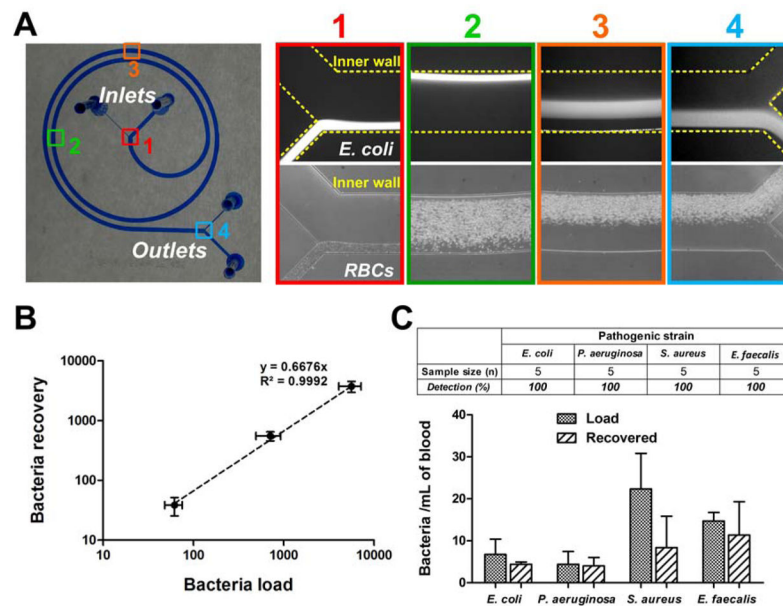 A
1
2
3
4
Inlets
3
2
1
4
Outlets
Inner wall
E. coli
Inner wall
RBCs
B
y = 0.6676x
R² = 0.9992
10000
1000
100
10
10
100
1000
10000
Bacteria recovery
Bacteria load
C
Pathogenic strain
E. coli
P. aeruginosa
S. aureus
E. faecalis
Sample size (n)
5
5
5
5
Detection (%)
100
100
100
100
Load
Recovered
40
30
20
10
0
Bacteria /mL of blood
E. coli
P. aeruginosa
S. aureus
E. faecalis